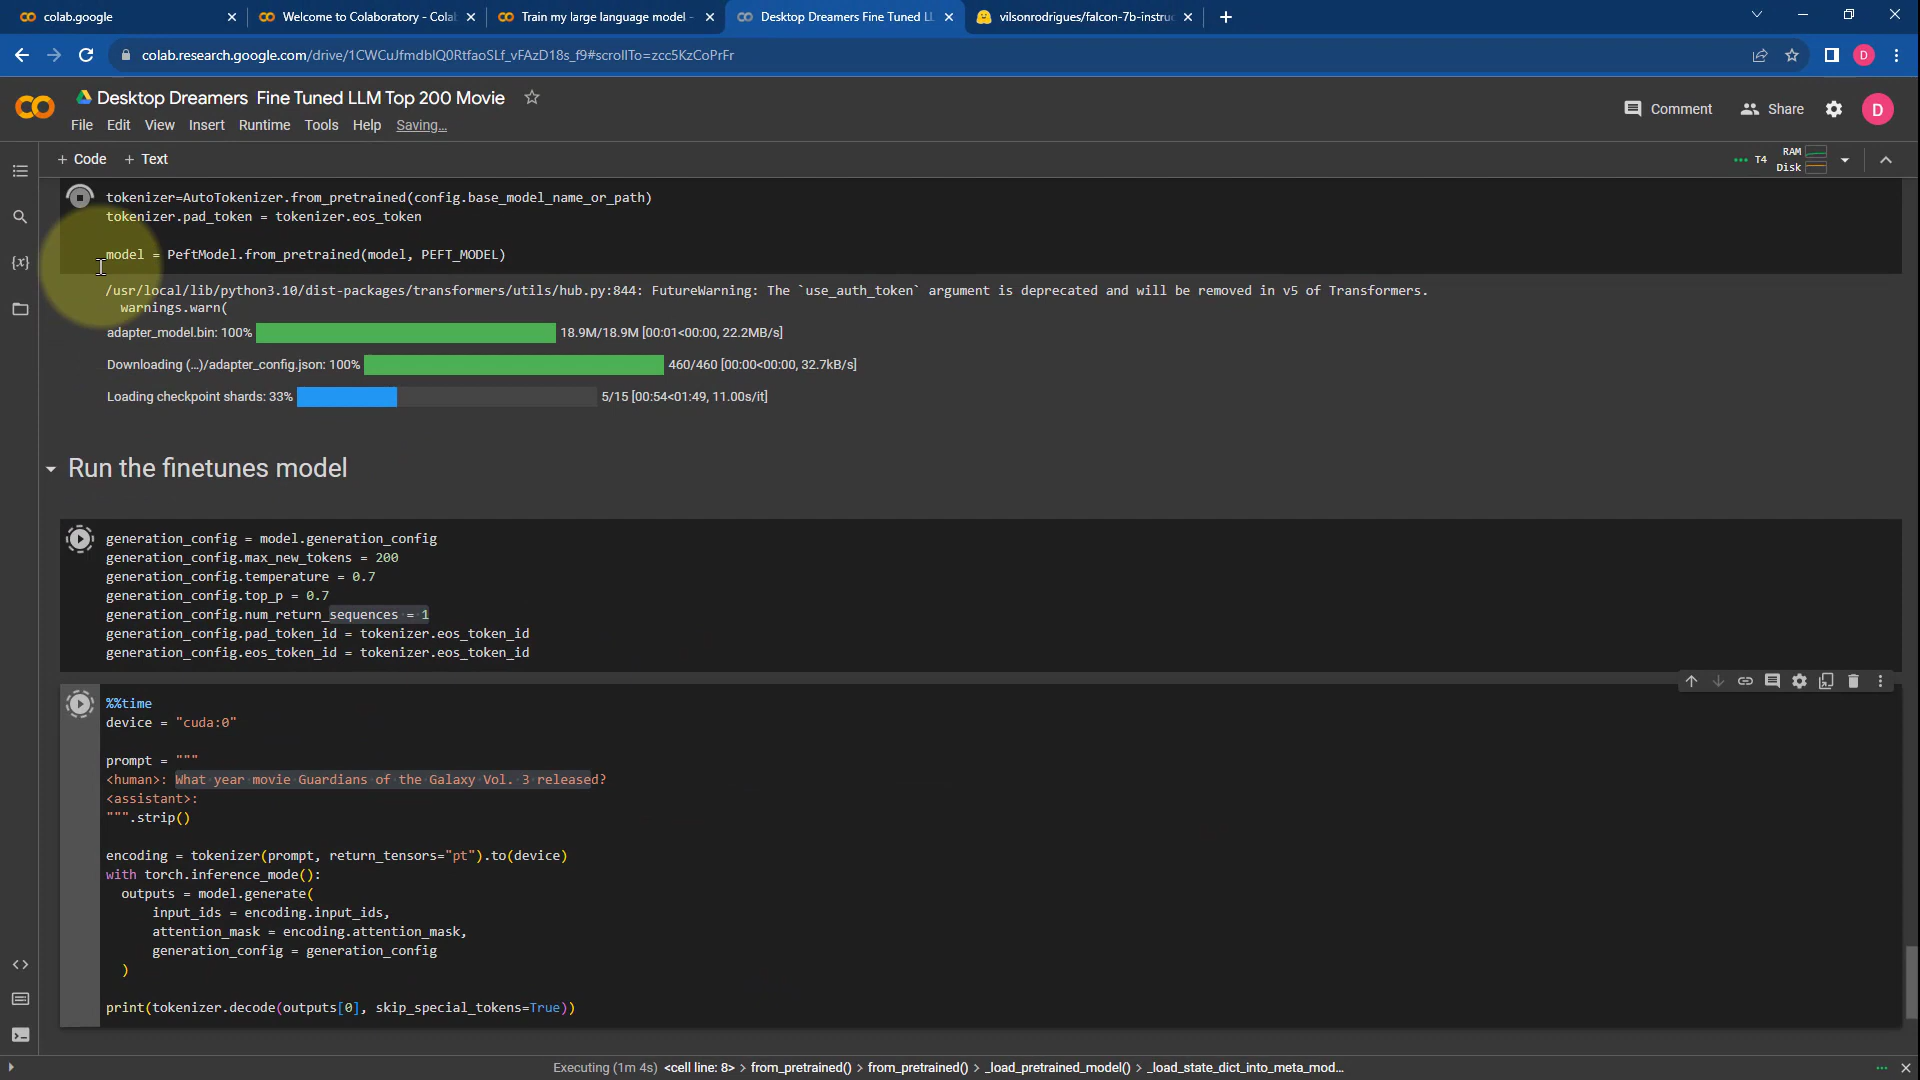 colab.google
Welcome to Colaboratory - Cola
Train my large language model -
Desktop Dreamers Fine Tuned LL
vilsonrodrigues/falcon-7b-instruc
colab.research.google.com/drive/1CWCuJfmdblQ0RtfaoSLf_vFAzD18s_f9#scrollTo=zcc5KzCoPrFr
D
Desktop Dreamers Fine Tuned LLM Top 200 Movie
Comment
Share
D
File Edit View Insert Runtime Tools Help Saving...
+ Code + Text
T4
RAM
Disk
tokenizer=AutoTokenizer.from_pretrained(config.base_model_name_or_path)
tokenizer.pad_token = tokenizer.eos_token
model = PeftModel.from_pretrained(model, PEFT_MODEL)
/usr/local/lib/python3.10/dist-packages/transformers/utils/hub.py:844: FutureWarning: The `use_auth_token` argument is deprecated and will be removed in v5 of Transformers.
warnings.warn(
adapter_model.bin: 100% 18.9M/18.9M [00:01<00:00, 22.2MB/s]
Downloading (…)/adapter_config.json: 100% 460/460 [00:00<00:00, 32.7kB/s]
Loading checkpoint shards: 33% 5/15 [00:54<01:49, 11.00s/it]
Run the finetunes model
generation_config = model.generation_config
generation_config.max_new_tokens = 200
generation_config.temperature = 0.7
generation_config.top_p = 0.7
generation_config.num_return_sequences = 1
generation_config.pad_token_id = tokenizer.eos_token_id
generation_config.eos_token_id = tokenizer.eos_token_id
%%time
device = "cuda:0"
prompt = """
<human>: What year movie Guardians of the Galaxy Vol. 3 released?
<assistant>:
""".strip()
encoding = tokenizer(prompt, return_tensors="pt").to(device)
with torch.inference_mode():
outputs = model.generate(
input_ids = encoding.input_ids,
attention_mask = encoding.attention_mask,
generation_config = generation_config
)
print(tokenizer.decode(outputs[0], skip_special_tokens=True))
Executing (1m 4s) <cell line: 8> > from_pretrained() > from_pretrained() > _load_pretrained_model() > _load_state_dict_into_meta_mod...